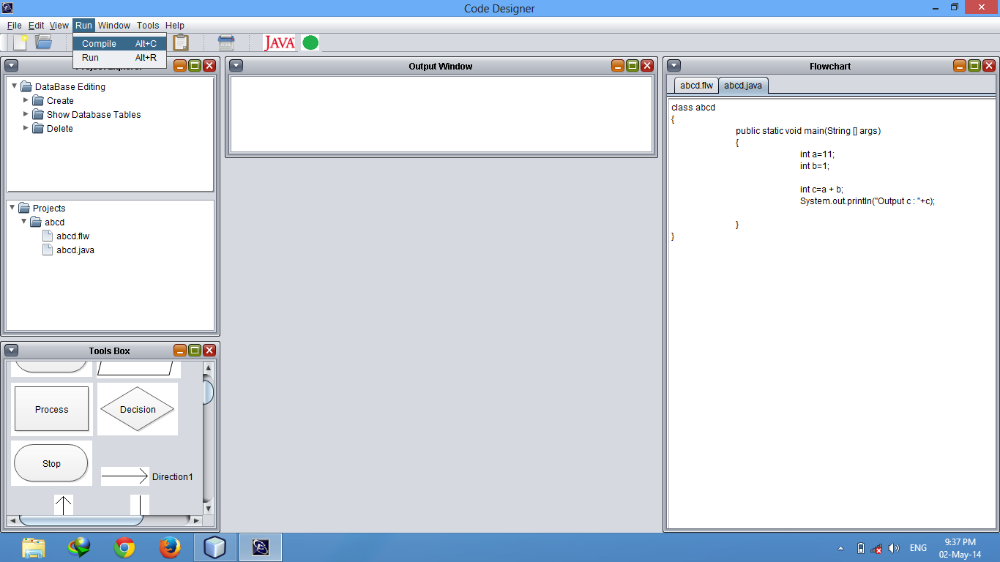 Code Designer
File Edit View Run Window Tools Help
Compile Alt+C
Run Alt+R
JAVA
DataBase Editing
Create
Show Database Tables
Delete
Projects
abcd
abcd.flw
abcd.java
Tools Box
Process
Decision
Stop
Direction1
Output Window
Flowchart
abcd.flw abcd.java
class abcd
{
public static void main(String [] args)
{
int a=11;
int b=1;
int c=a + b;
System.out.println("Output c : "+c);
}
}
ENG
9:37 PM
02-May-14